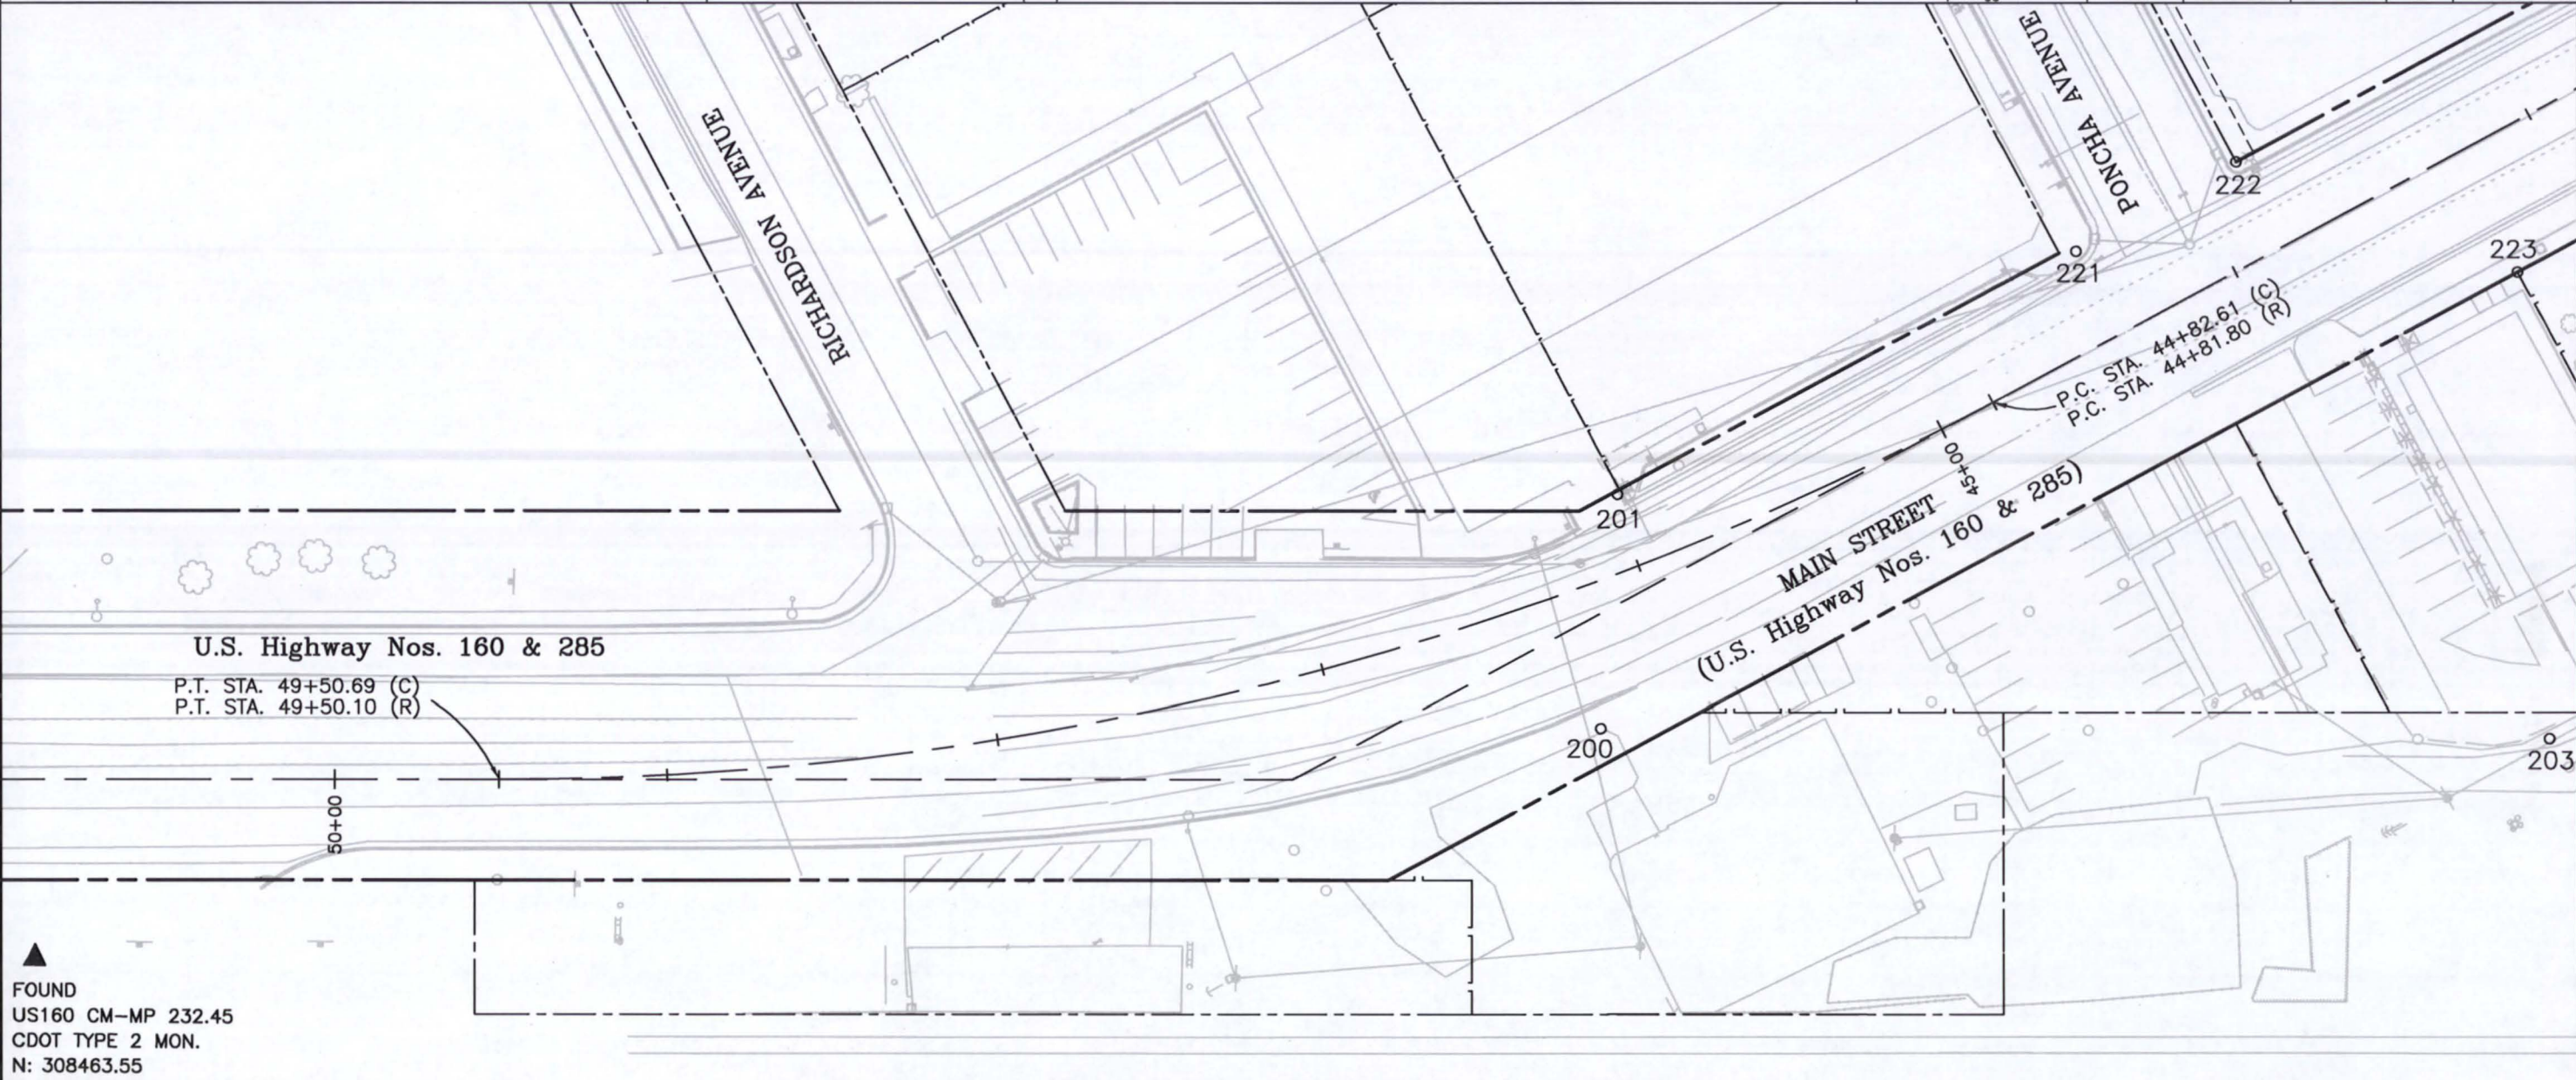 RICHARDSON AVENUE
PONCHA AVENUE
222
221
223
P.C. STA. 44+82.61 (C)
P.C. STA. 44+81.80 (R)
45+00
201
MAIN STREET
(U.S. Highway Nos. 160 & 285)
U.S. Highway Nos. 160 & 285
P.T. STA. 49+50.69 (C)
P.T. STA. 49+50.10 (R)
50+00
200
203
FOUND
US160 CM-MP 232.45
CDOT TYPE 2 MON.
N: 308463.55